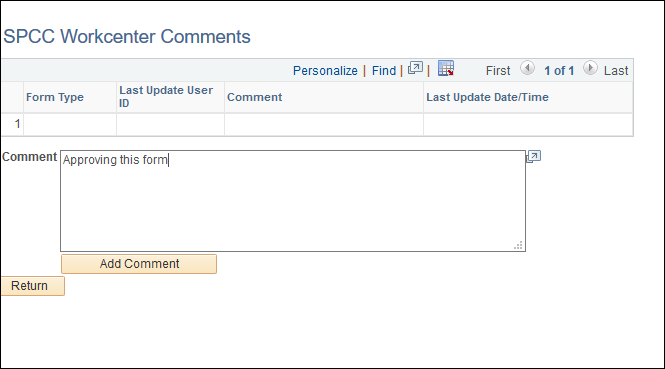 SPCC Workcenter Comments
Personalize | Find | | First 1 of 1 Last
Form Type Last Update User ID Comment Last Update Date/Time
1
Comment Approving this form
Add Comment
Return